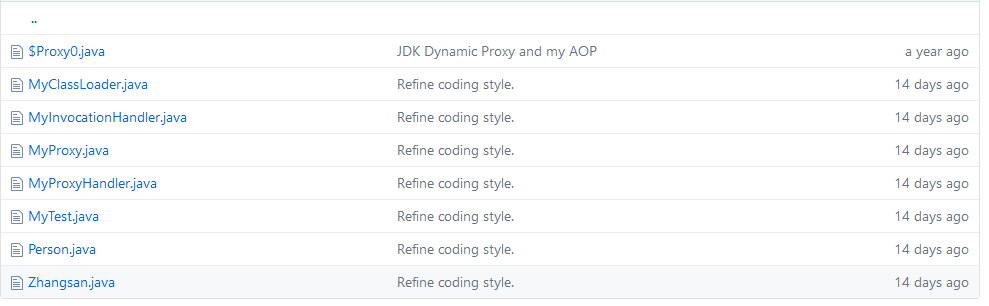 ..
$Proxy0.java JDK Dynamic Proxy and my AOP a year ago
MyClassLoader.java Refine coding style. 14 days ago
MyInvocationHandler.java Refine coding style. 14 days ago
MyProxy.java Refine coding style. 14 days ago
MyProxyHandler.java Refine coding style. 14 days ago
MyTest.java Refine coding style. 14 days ago
Person.java Refine coding style. 14 days ago
Zhangsan.java Refine coding style. 14 days ago